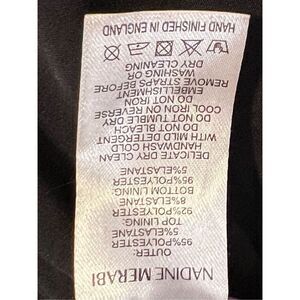 NADINE MERABI
OUTER:
95%POLYESTER
5%ELASTANE
TOP LINING:
92%POLYESTER
8%ELASTANE
BOTTOM LINING:
95%POLYESTER
5%ELASTANE
DELICATE DRY CLEAN
HANDWASH COLD
WITH MILD DETERGENT
DO NOT BLEACH
DO NOT TUMBLE DRY
COOL IRON ON REVERSE
DO NOT IRON
EMBELLISHMENT
REMOVE STRAPS BEFORE
WASHING OR
DRY CLEANING
HAND FINISHED IN ENGLAND